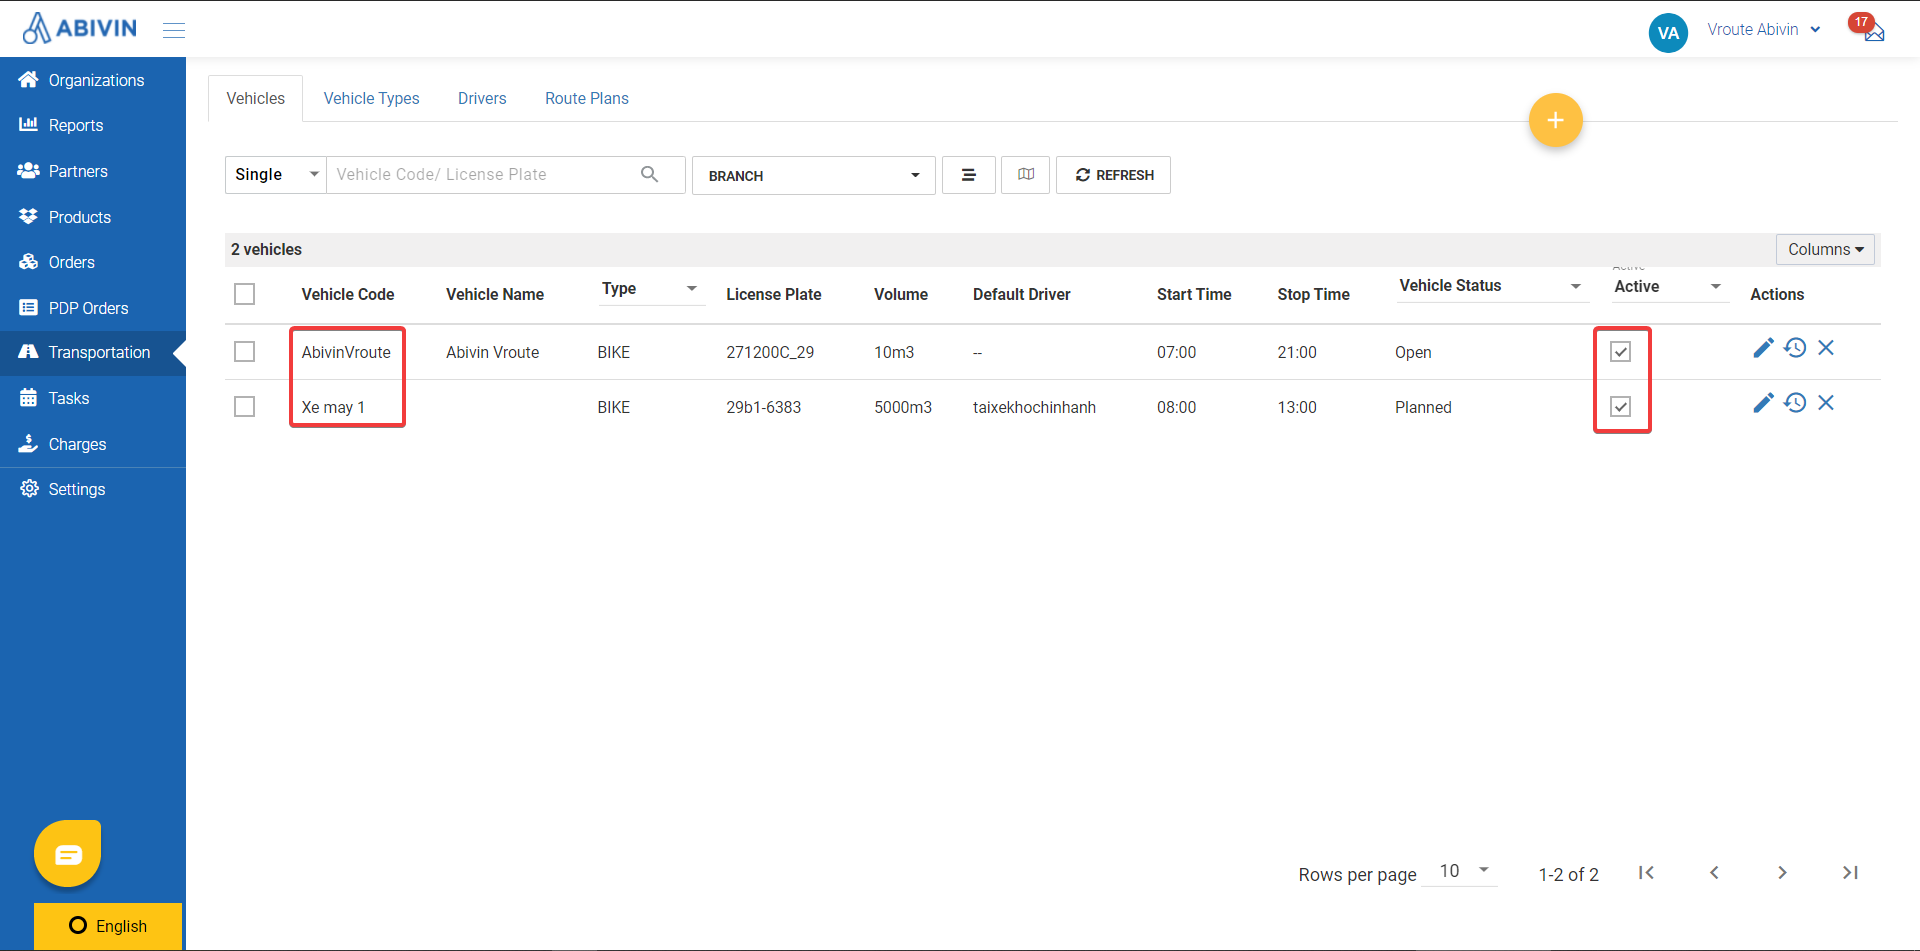 ABIVIN
VA
Vroute Abivin
17
Organizations
Reports
Partners
Products
Orders
PDP Orders
Transportation
Tasks
Charges
Settings
English
Vehicles Vehicle Types Drivers Route Plans
+
Single Vehicle Code/ License Plate BRANCH REFRESH
2 vehicles Columns
Active
Vehicle Code Vehicle Name Type License Plate Volume Default Driver Start Time Stop Time Vehicle Status Active Actions
AbivinVroute Abivin Vroute BIKE 271200C_29 10m3 -- 07:00 21:00 Open
Xe may 1 BIKE 29b1-6383 5000m3 taixekhochinhanh 08:00 13:00 Planned
Rows per page 10 1-2 of 2